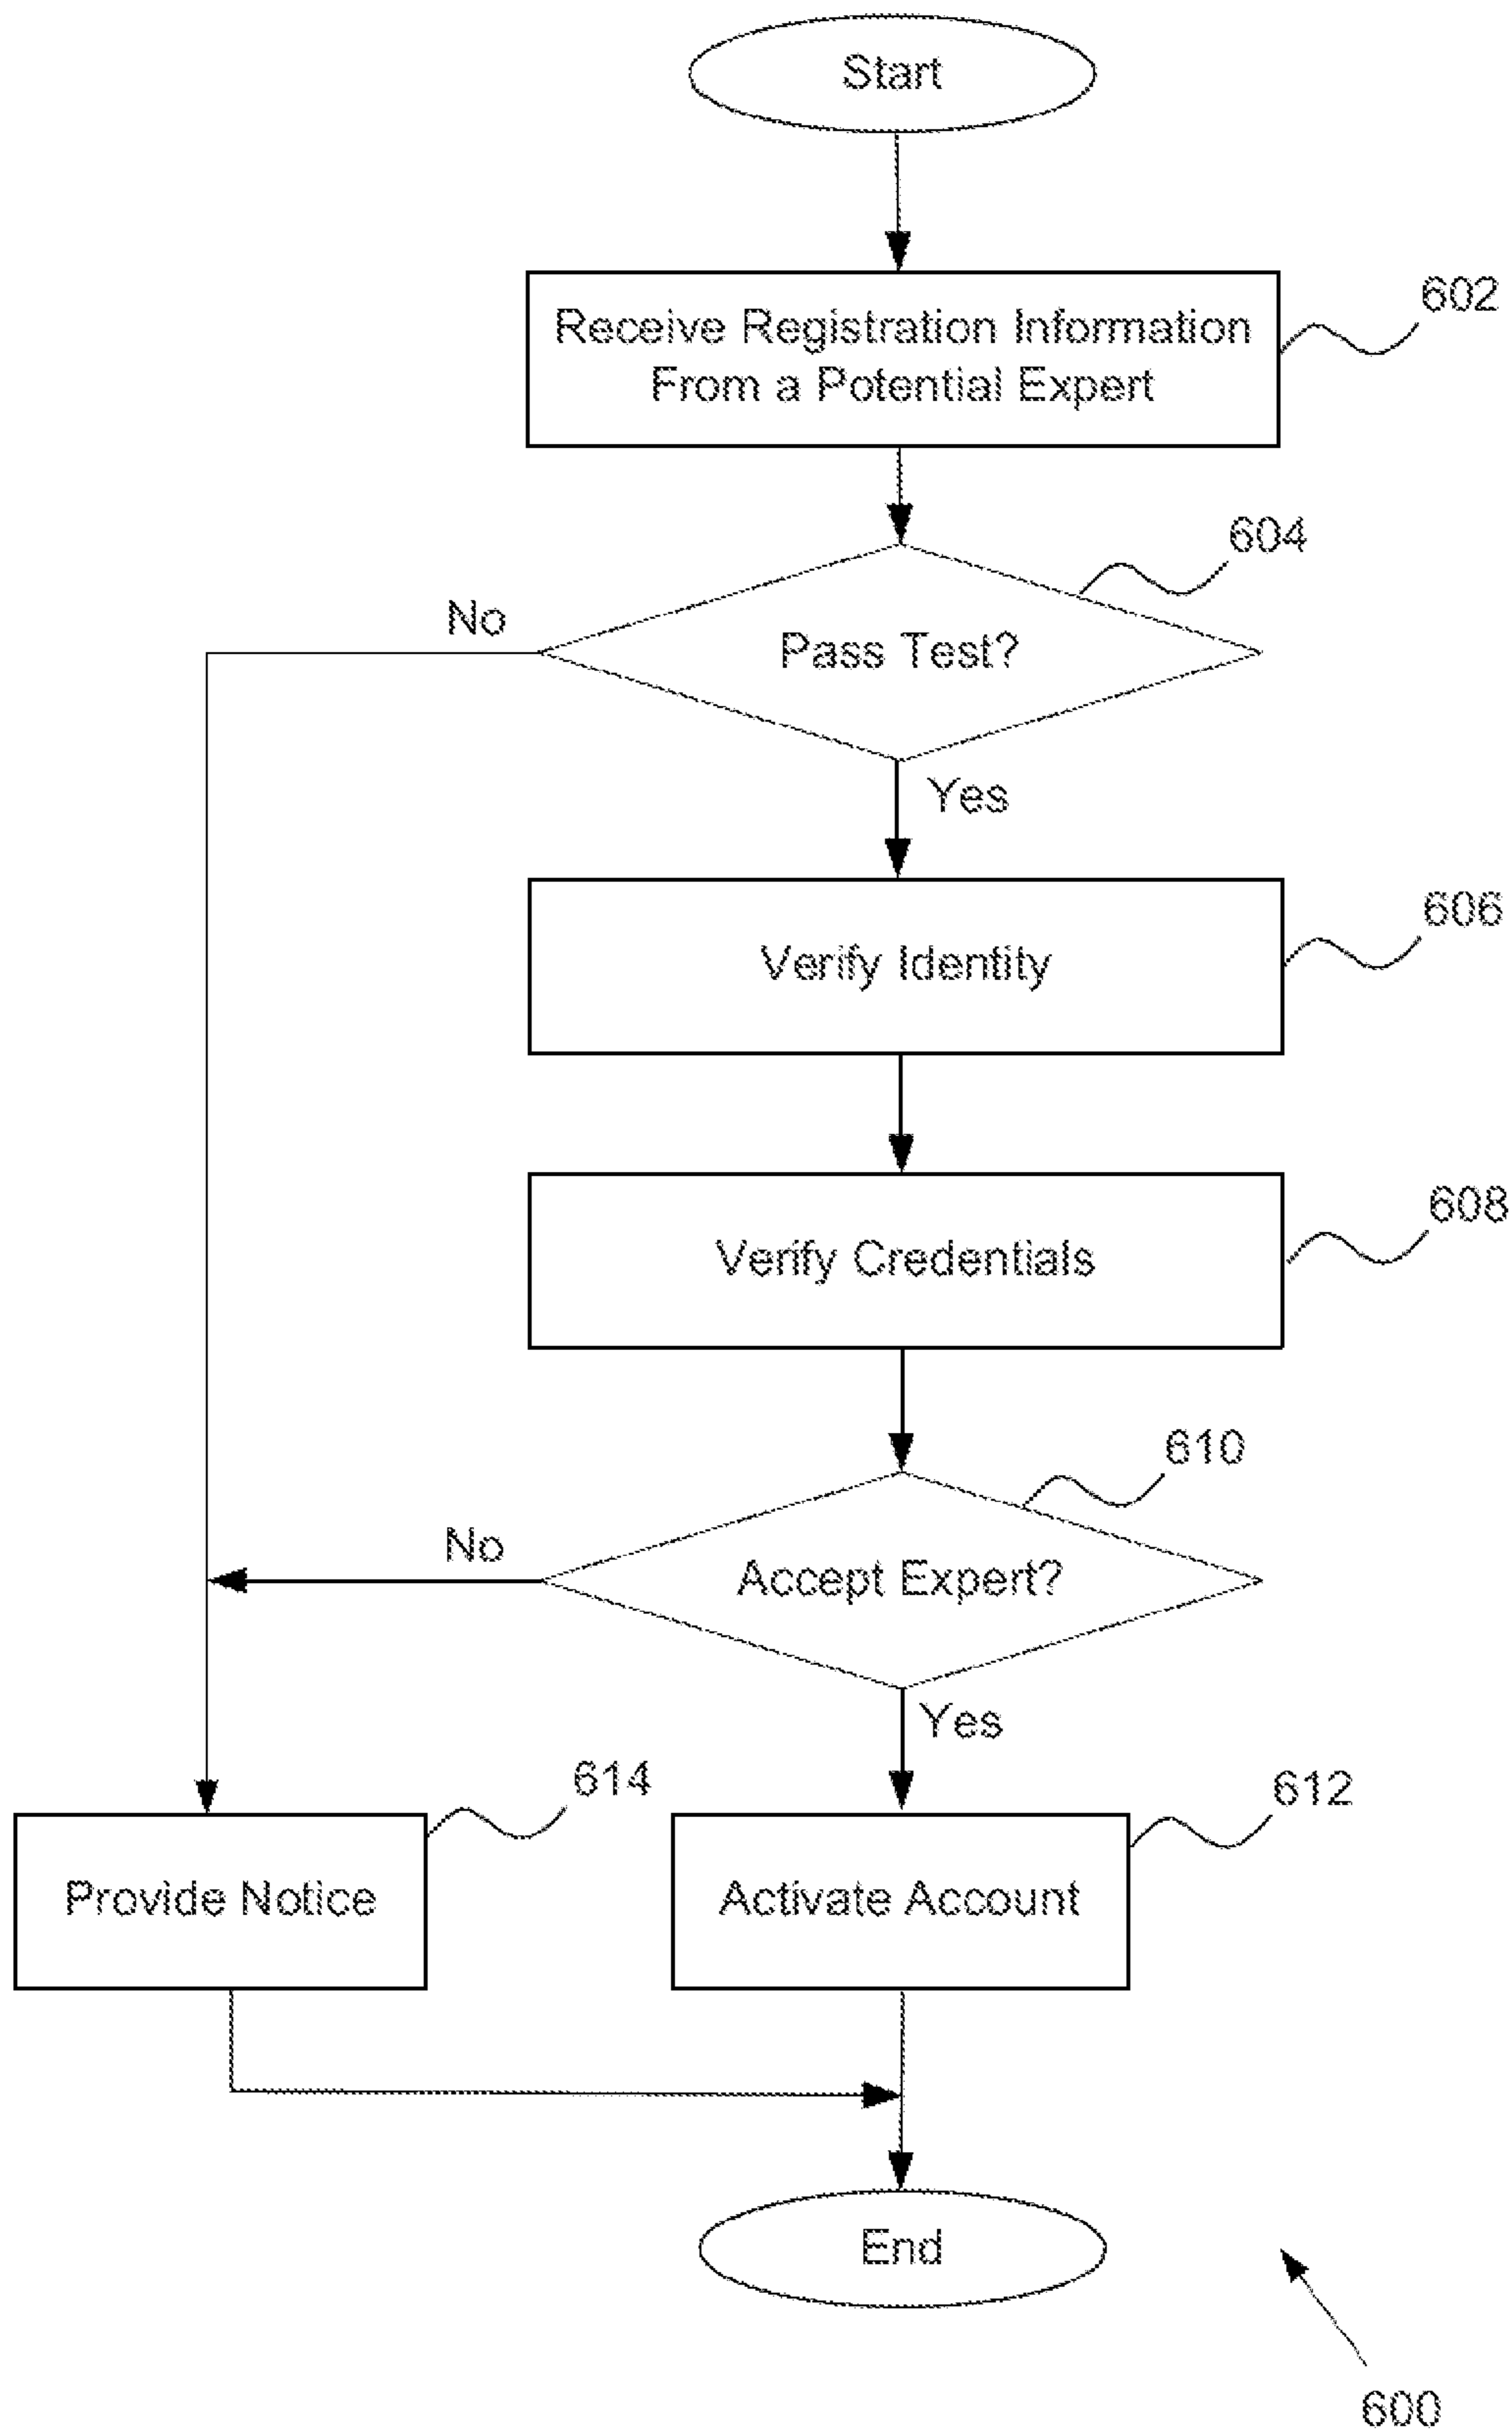 Start
Receive Registration Information
From a Potential Expert
602
604
No
Pass Test?
Yes
606
Verify Identity
608
Verify Credentials
610
No
Accept Expert?
Yes
614
612
Provide Notice
Activate Account
End
600